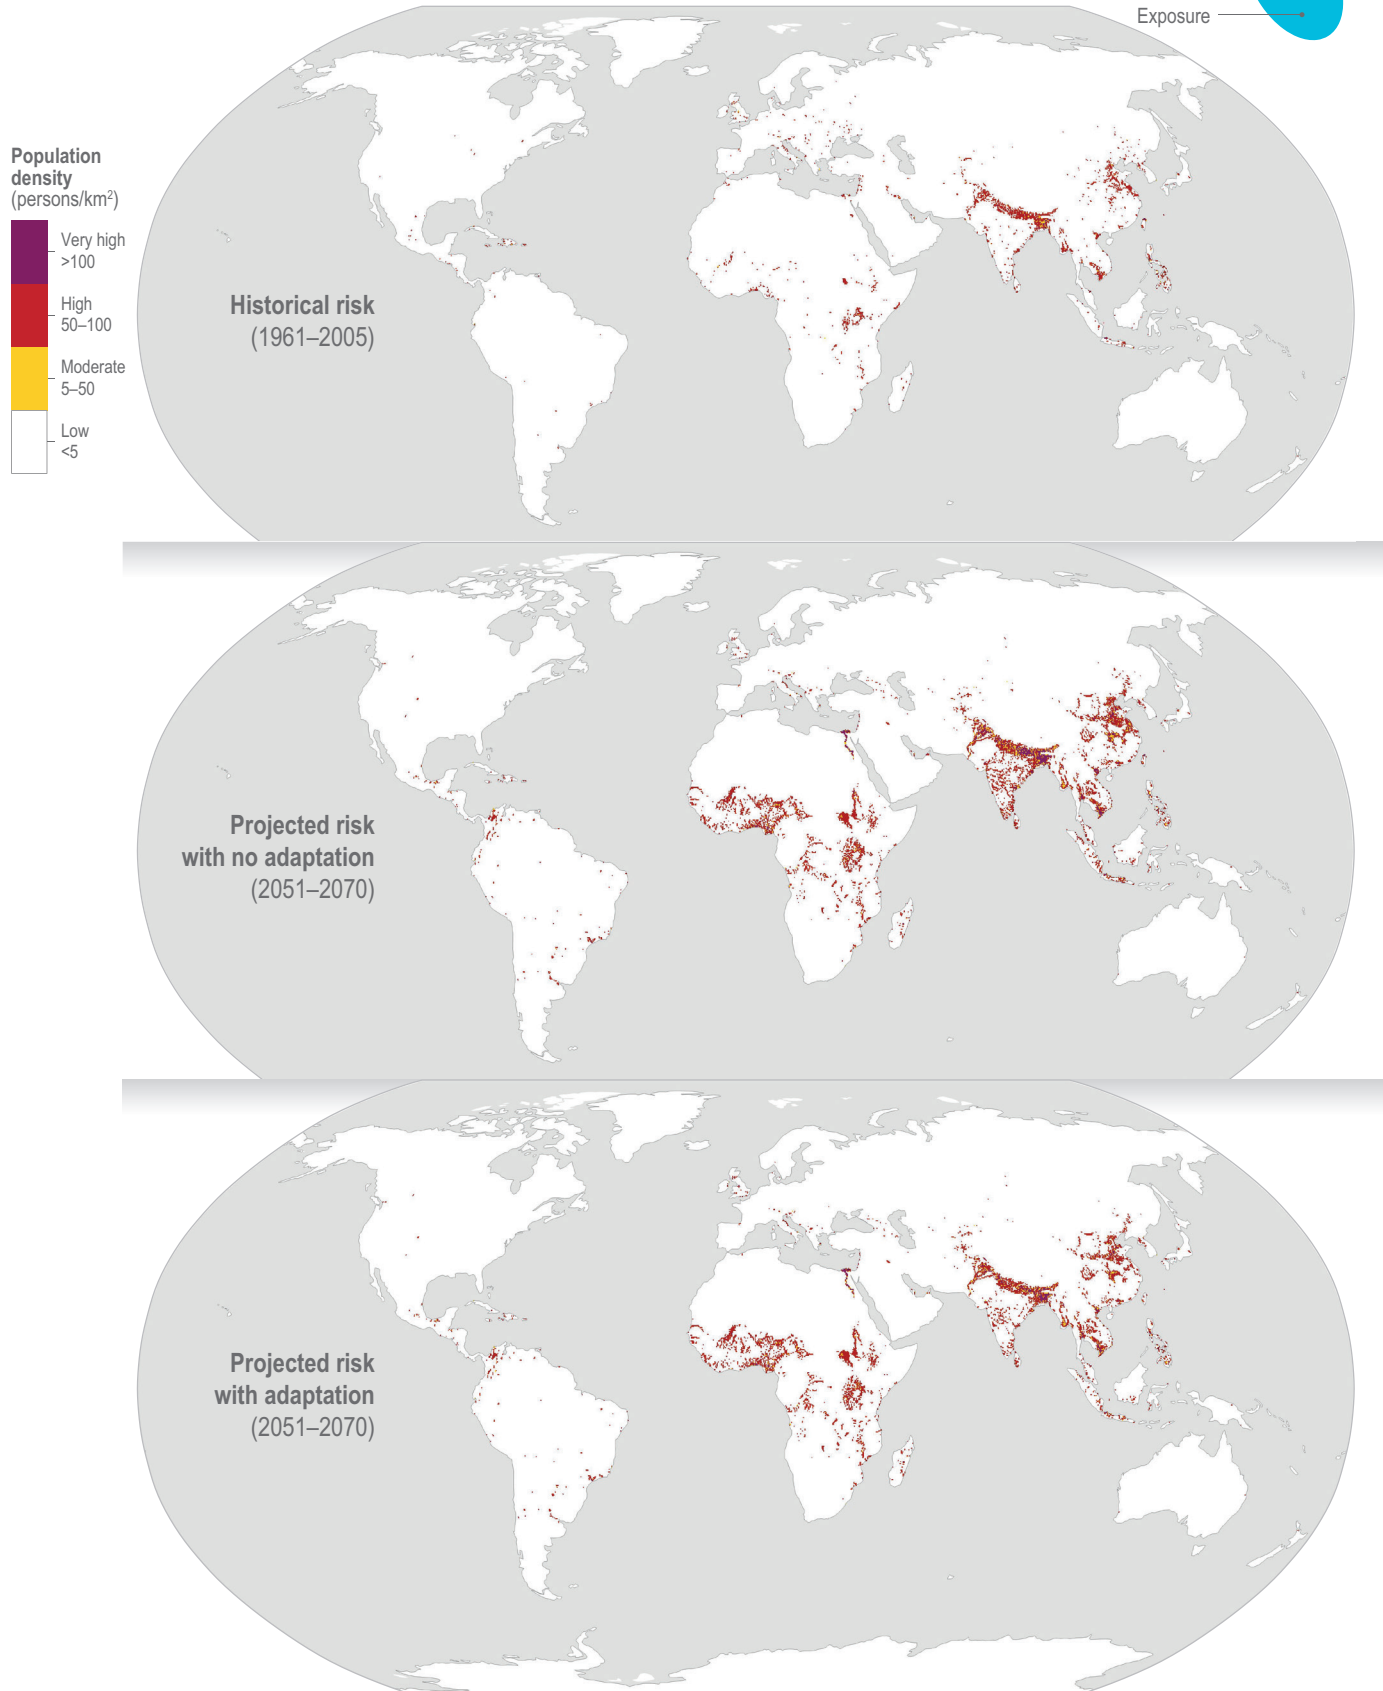 Exposure
Population
density
(persons/km²)
Very high
>100
High
50–100
Moderate
5–50
Low
<5
Historical risk
(1961–2005)
Projected risk
with no adaptation
(2051–2070)
Projected risk
with adaptation
(2051–2070)